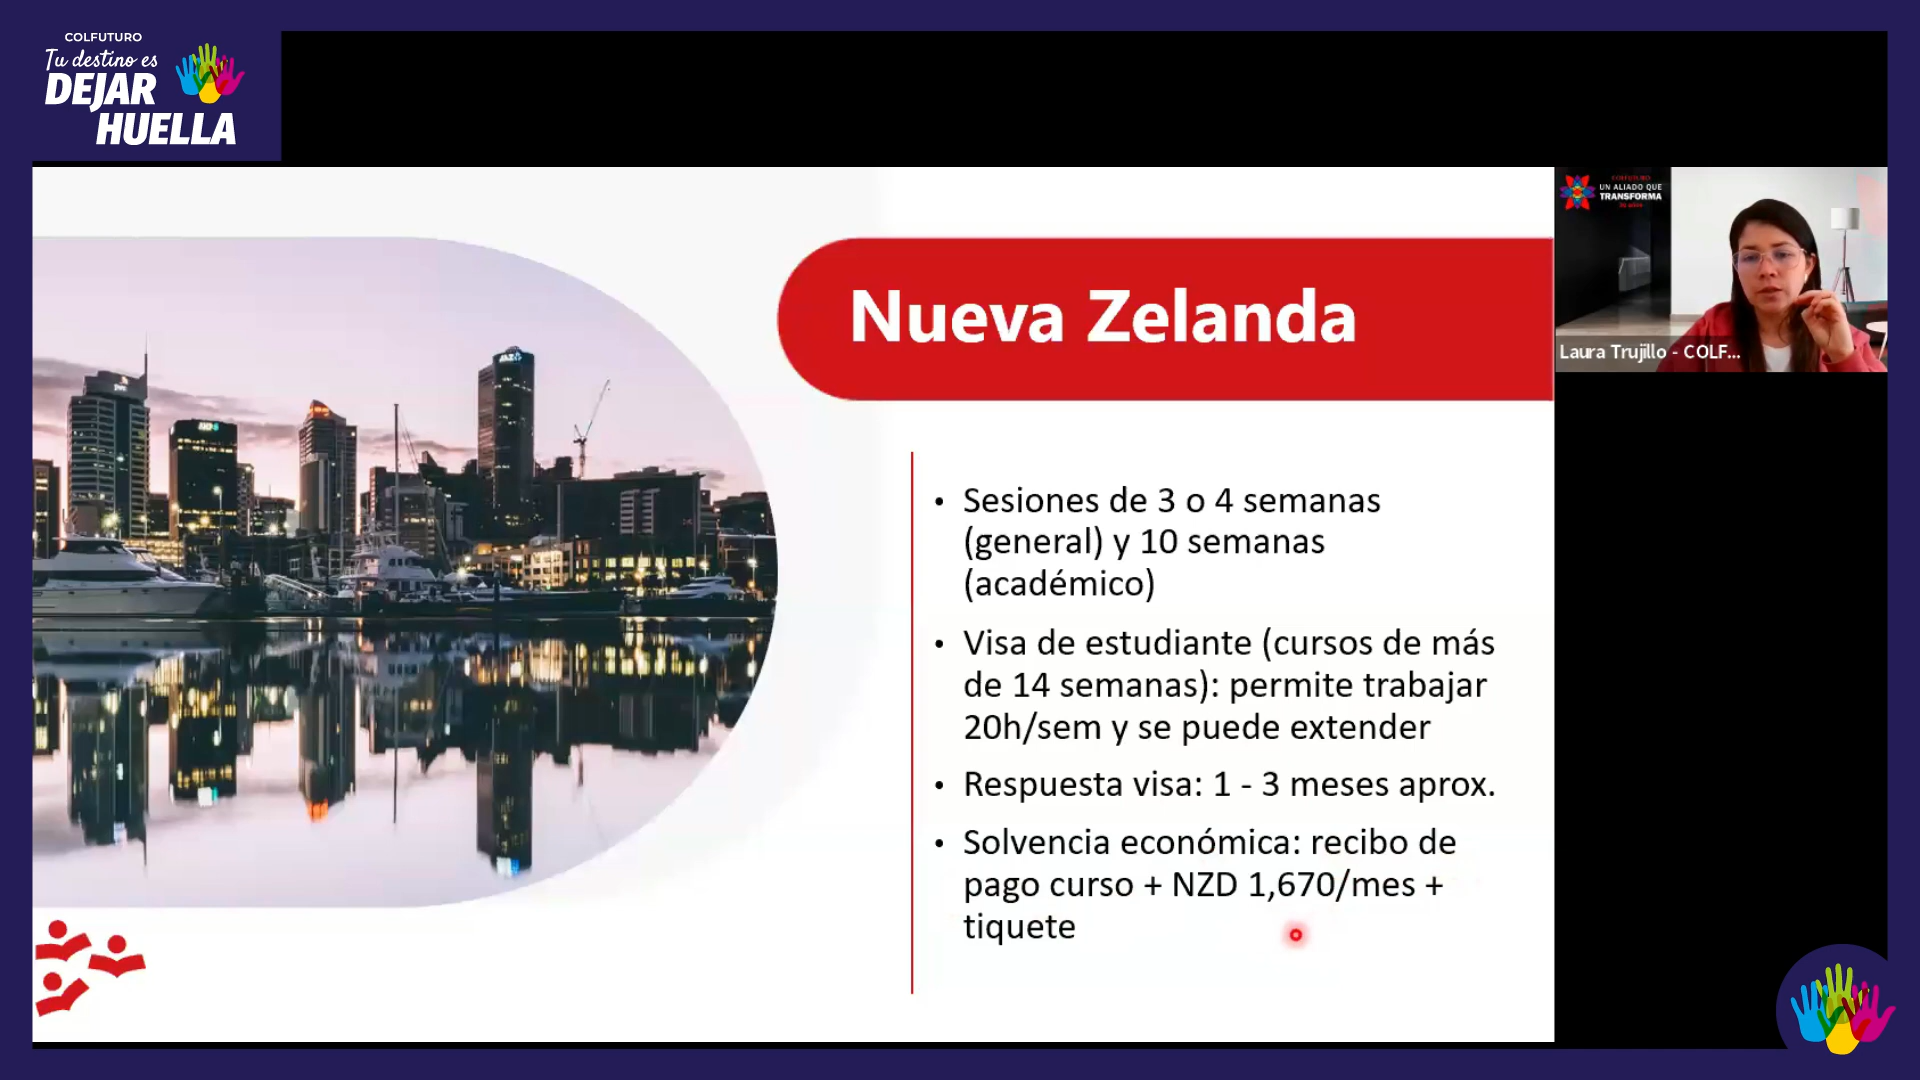 COLFUTURO
Tu destino es
DEJAR
HUELLA
Nueva Zelanda
• Sesiones de 3 o 4 semanas
(general) y 10 semanas
(académico)
• Visa de estudiante (cursos de más
de 14 semanas): permite trabajar
20h/sem y se puede extender
• Respuesta visa: 1 - 3 meses aprox.
• Solvencia económica: recibo de
pago curso + NZD 1,670/mes +
tiquete
UN ALIADO QUE
TRANSFORMA
Laura Trujillo - COLF...